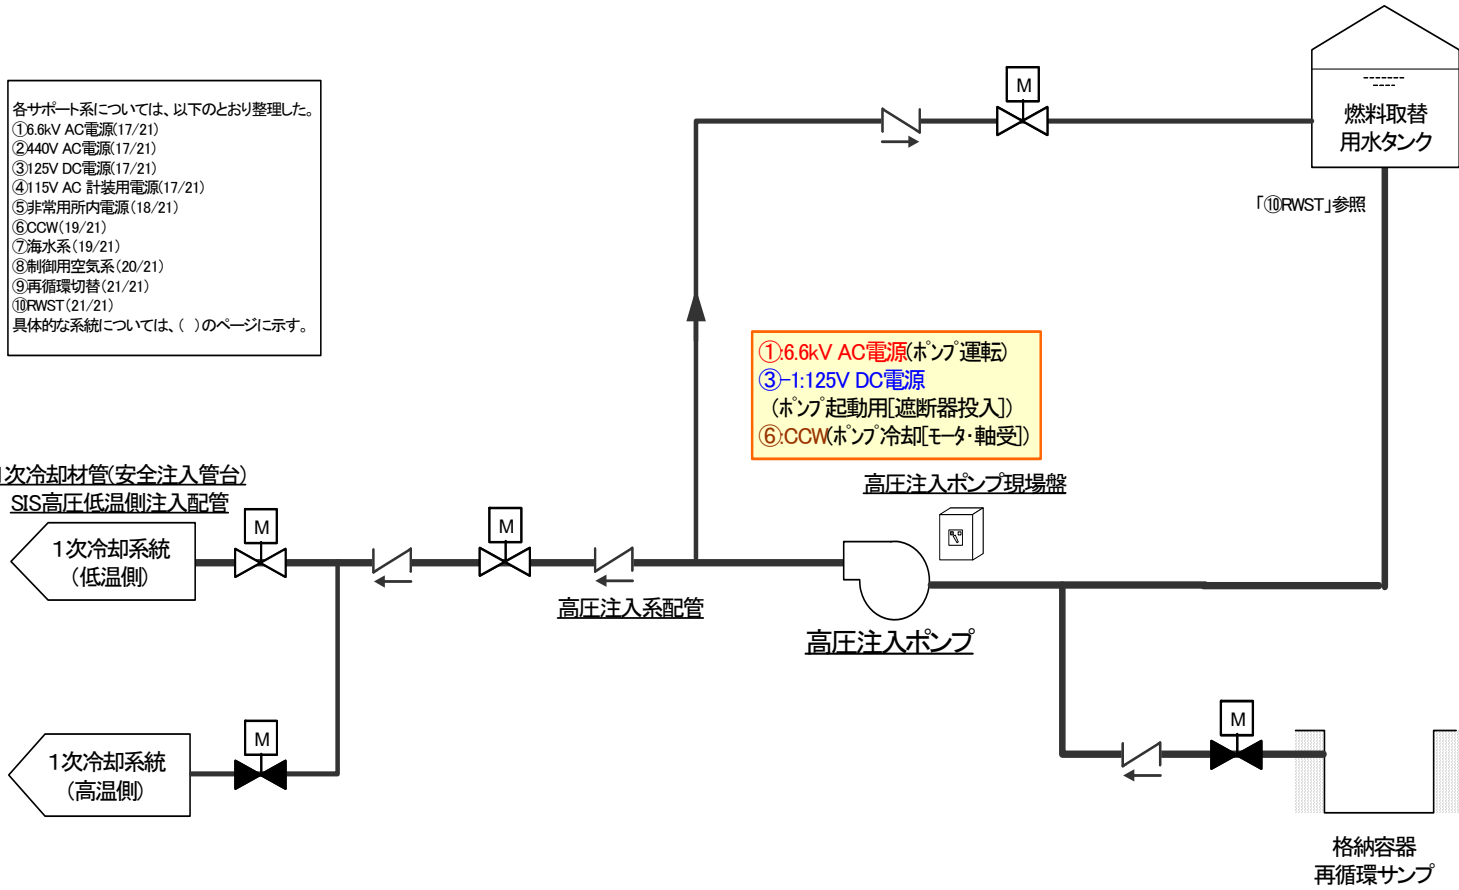 各サポート系については、以下のとおり整理した。
①6.6kV AC電源(17/21)
②440V AC電源(17/21)
③125V DC電源(17/21)
④115V AC 計装用電源(17/21)
⑤非常用所内電源(18/21)
⑥CCW(19/21)
⑦海水系(19/21)
⑧制御用空気系(20/21)
⑨再循環切替(21/21)
⑩RWST(21/21)
具体的な系統については、( )のページに示す。
M
燃料取替
用水タンク
「⑩RWST」参照
①:6.6kV AC電源(ポンプ運転)
③-1:125V DC電源
(ポンプ起動用[遮断器投入])
⑥:CCW(ポンプ冷却[モータ・軸受])
高圧注入ポンプ現場盤
次冷却材管(安全注入管台)
SIS高圧低温側注入配管
M
M
1次冷却系統
(低温側)
高圧注入系配管
高圧注入ポンプ
M
M
1次冷却系統
(高温側)
格納容器
再循環サンプ